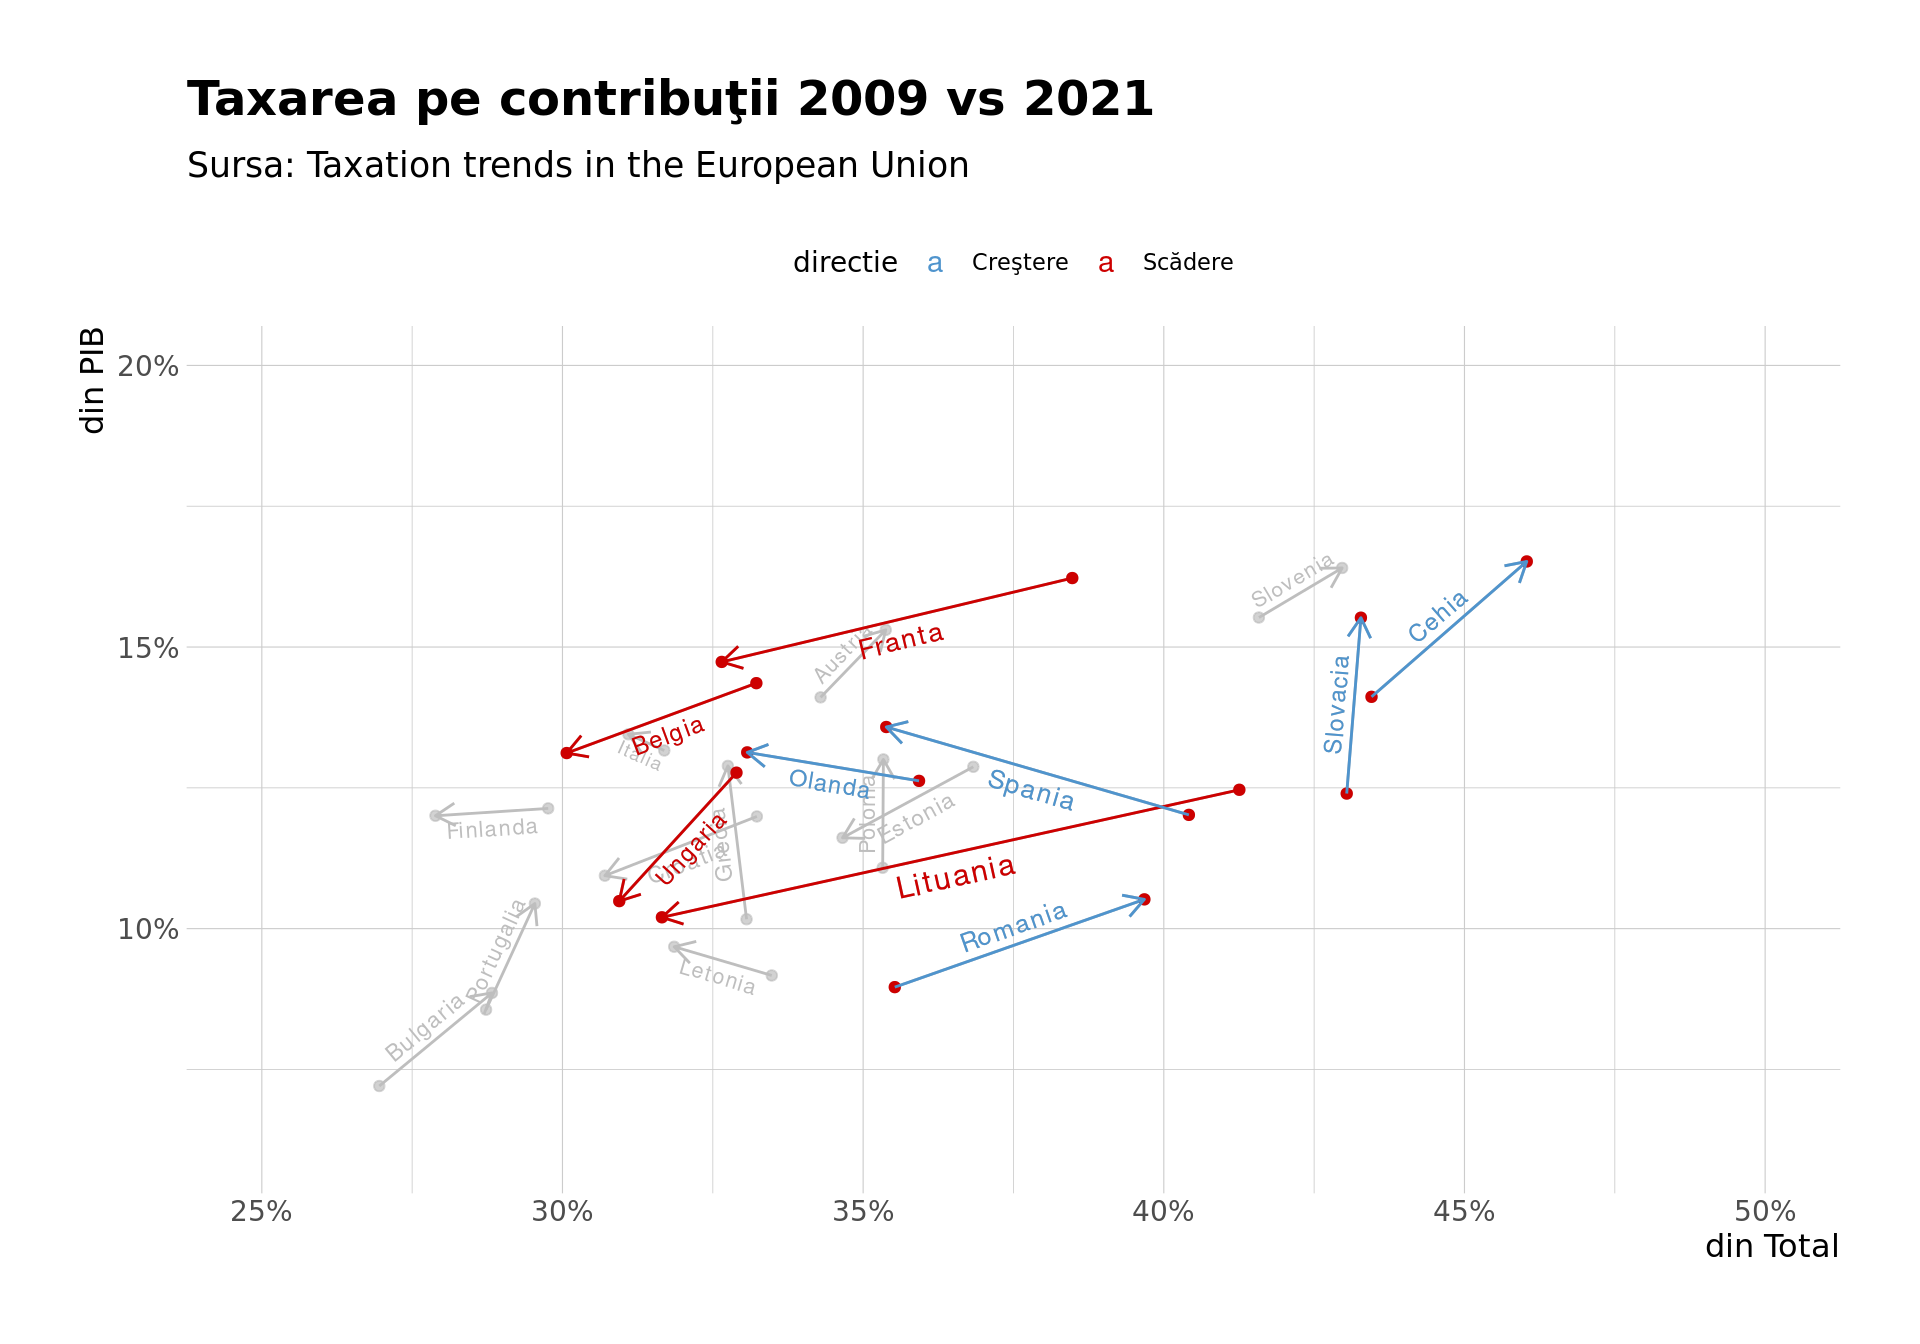 Taxarea pe contribuţii 2009 vs 2021
Sursa: Taxation trends in the European Union
directie a Creştere a Scădere
din PIB
20%
15%
10%
Slovenia
Cehia
Austria
Franta
Slovacia
Belgia
Italia
Olanda
Spania
Polonia
Estonia
Finlanda
Grecia
Ungaria
Croatia
Lituania
Romania
Portugalia
Letonia
Bulgaria
25% 30% 35% 40% 45% 50%
din Total